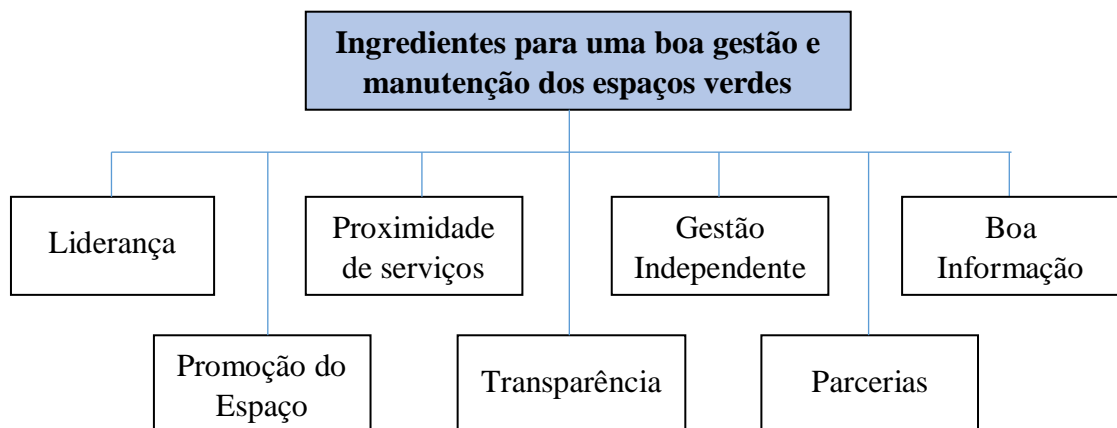 Ingredientes para uma boa gestão e
manutenção dos espaços verdes
Liderança
Proximidade
de serviços
Gestão
Independente
Boa
Informação
Promoção do
Espaço
Transparência
Parcerias